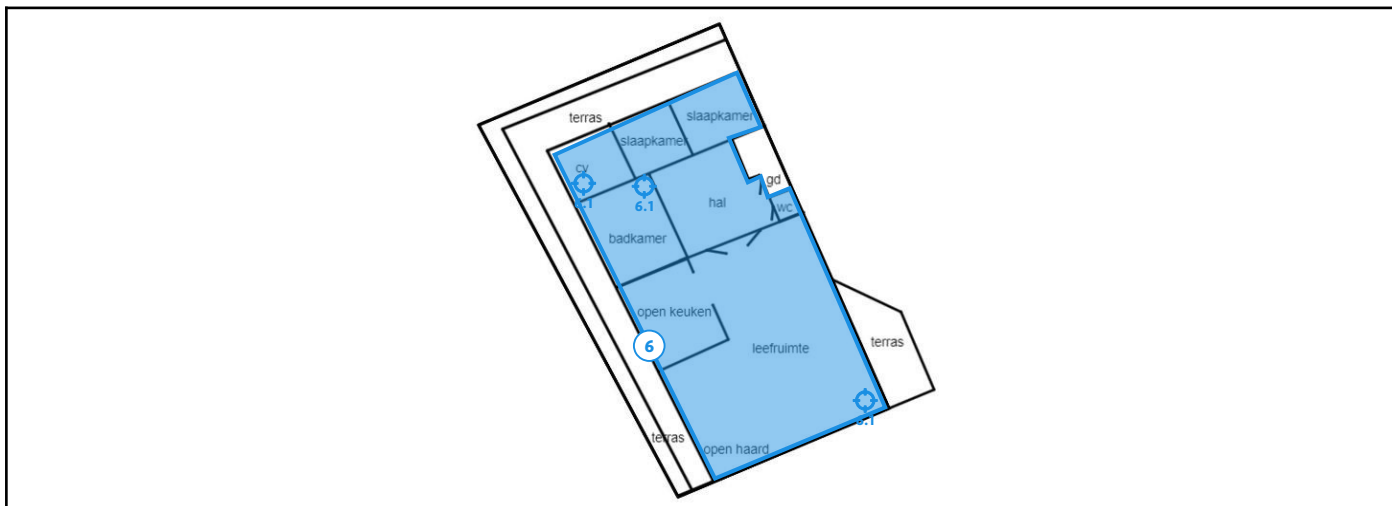 terras
slaapkamer
slaapkamer
cv
gd
6.1
hal
wc
badkamer
open keuken
6
leefruimte
terras
terras
open haard